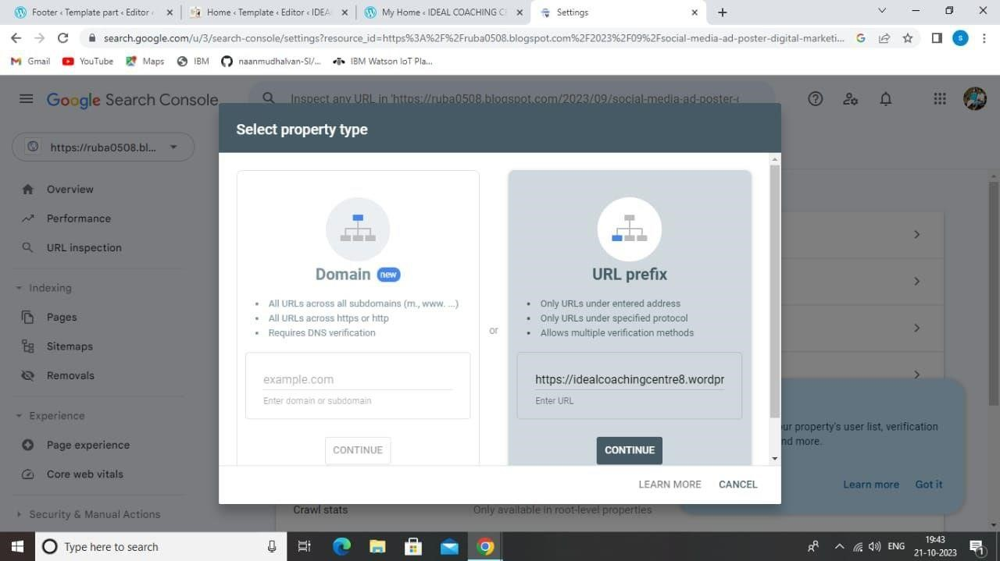 Footer ‹ Template part ‹ Editor ‹
Home ‹ Template ‹ Editor ‹ IDEA
My Home ‹ IDEAL COACHING CE
Settings
search.google.com/u/3/search-console/settings?resource_id=https%3A%2F%2Fruba0508.blogspot.com%2F2023%2F09%2Fsocial-media-ad-poster-digital-marketi...
Gmail
YouTube
Maps
IBM
naanmudhalvan-SI/...
IBM Watson IoT Pla...
Google Search Console
Inspect any URL in 'https://ruba0508.blogspot.com/2023/09/social-media-ad-poster-
https://ruba0508.bl...
Overview
Performance
URL inspection
Indexing
Pages
Sitemaps
Removals
Experience
Page experience
Core web vitals
Security & Manual Actions
Select property type
Domain new
All URLs across all subdomains (m., www. ...)
All URLs across https or http
Requires DNS verification
example.com
Enter domain or subdomain
CONTINUE
or
URL prefix
Only URLs under entered address
Only URLs under specified protocol
Allows multiple verification methods
https://idealcoachingcentre8.wordpr
Enter URL
CONTINUE
LEARN MORE
CANCEL
our property's user list, verification
nd more.
Learn more
Got it
Crawl stats
Only available in root-level properties
Type here to search
ENG
19:43
21-10-2023
1
S